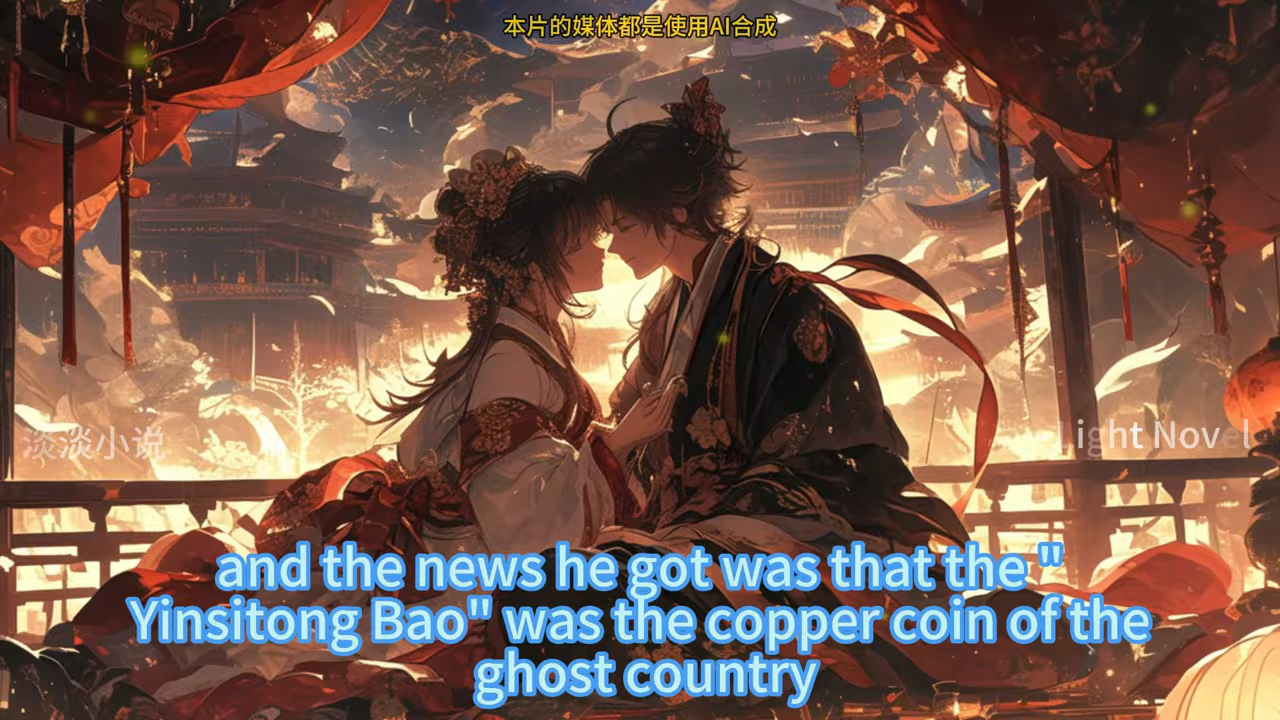 本片的媒体都是使用AI合成
淡淡小说
Light Novel
and the news he got was that the "
Yinsitong Bao" was the copper coin of the
ghost country